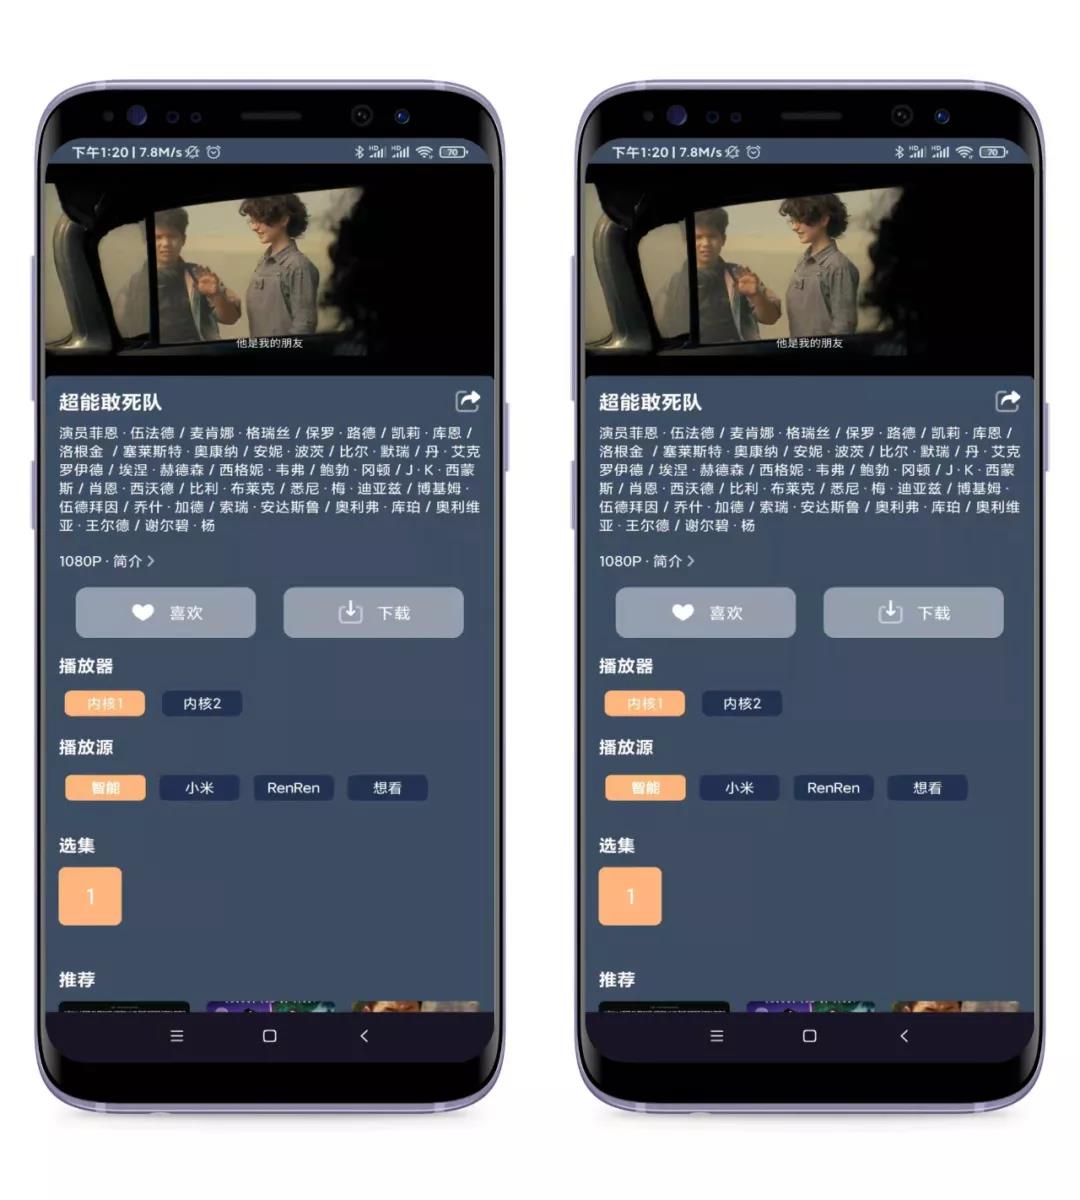 下午1:20 | 7.8M/s
70
他是我的朋友
超能敢死队
演员菲恩 · 伍法德 / 麦肯娜 · 格瑞丝 / 保罗 · 路德 / 凯莉 · 库恩 /
洛根金 / 塞莱斯特 · 奥康纳 / 安妮 · 波茨 / 比尔 · 默瑞 / 丹 · 艾克
罗伊德 / 埃涅 · 赫德森 / 西格妮 · 韦弗 / 鲍勃 · 冈顿 / J · K · 西蒙
斯 / 肖恩 · 西沃德 / 比利 · 布莱克 / 悉尼 · 梅 · 迪亚兹 / 博基姆 ·
伍德拜因 / 乔什 · 加德 / 索瑞 · 安达斯鲁 / 奥利弗 · 库珀 / 奥利维
亚 · 王尔德 / 谢尔碧 · 杨
1080P · 简介
喜欢
下载
播放器
内核1
内核2
播放源
智能
小米
RenRen
想看
选集
1
推荐
下午1:20 | 7.8M/s
70
他是我的朋友
超能敢死队
演员菲恩 · 伍法德 / 麦肯娜 · 格瑞丝 / 保罗 · 路德 / 凯莉 · 库恩 /
洛根金 / 塞莱斯特 · 奥康纳 / 安妮 · 波茨 / 比尔 · 默瑞 / 丹 · 艾克
罗伊德 / 埃涅 · 赫德森 / 西格妮 · 韦弗 / 鲍勃 · 冈顿 / J · K · 西蒙
斯 / 肖恩 · 西沃德 / 比利 · 布莱克 / 悉尼 · 梅 · 迪亚兹 / 博基姆 ·
伍德拜因 / 乔什 · 加德 / 索瑞 · 安达斯鲁 / 奥利弗 · 库珀 / 奥利维
亚 · 王尔德 / 谢尔碧 · 杨
1080P · 简介
喜欢
下载
播放器
内核1
内核2
播放源
智能
小米
RenRen
想看
选集
1
推荐